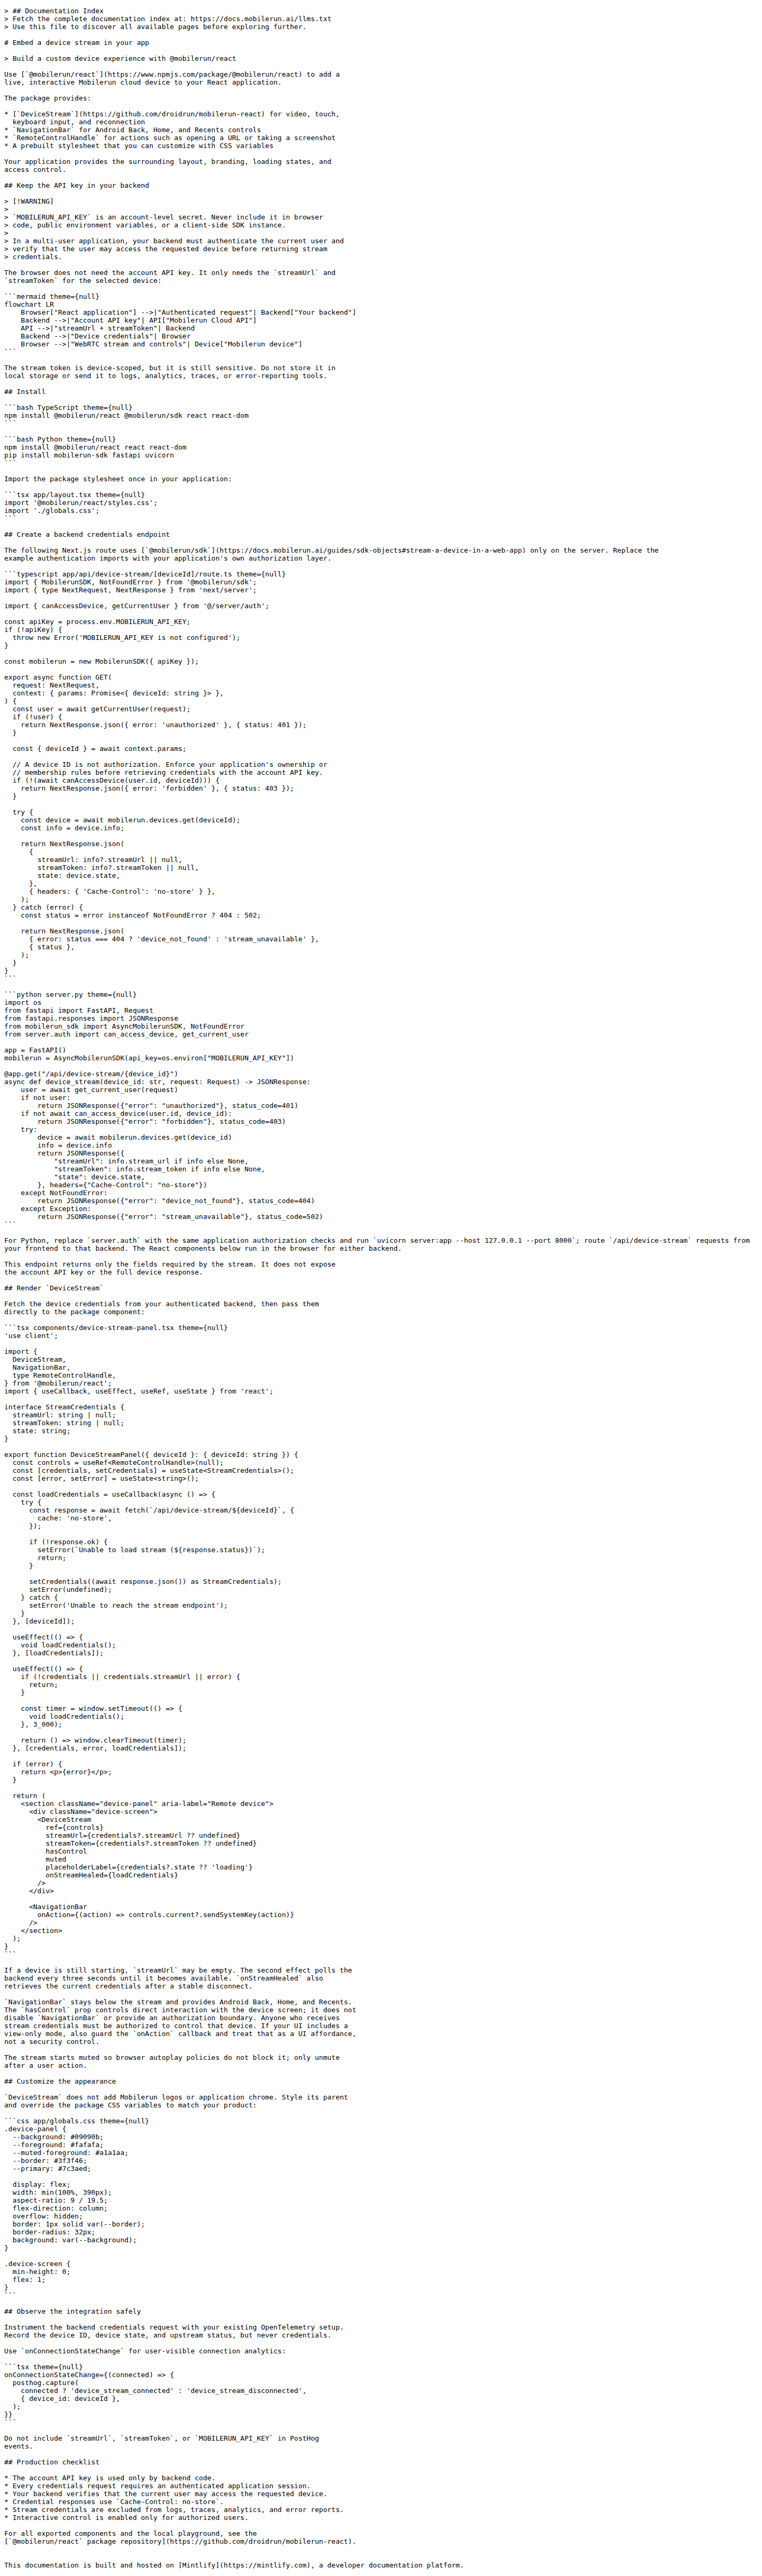 > ## Documentation Index
> Fetch the complete documentation index at: https://docs.mobilerun.ai/llms.txt
> Use this file to discover all available pages before exploring further.

# Embed a device stream in your app

> Build a custom device experience with @mobilerun/react

Use [`@mobilerun/react`](https://www.npmjs.com/package/@mobilerun/react) to add a
live, interactive Mobilerun cloud device to your React application.

The package provides:

* [`DeviceStream`](https://github.com/droidrun/mobilerun-react) for video, touch,
  keyboard input, and reconnection
* `NavigationBar` for Android Back, Home, and Recents controls
* `RemoteControlHandle` for actions such as opening a URL or taking a screenshot
* A prebuilt stylesheet that you can customize with CSS variables

Your application provides the surrounding layout, branding, loading states, and
access control.

## Keep the API key in your backend

> [!WARNING]
>
> `MOBILERUN_API_KEY` is an account-level secret. Never include it in browser
> code, public environment variables, or a client-side SDK instance.
>
> In a multi-user application, your backend must authenticate the current user and
> verify that the user may access the requested device before returning stream
> credentials.

The browser does not need the account API key. It only needs the `streamUrl` and
`streamToken` for the selected device:

```mermaid theme={null}
flowchart LR
    Browser["React application"] -->|"Authenticated request"| Backend["Your backend"]
    Backend -->|"Account API key"| API["Mobilerun Cloud API"]
    API -->|"streamUrl + streamToken"| Backend
    Backend -->|"Device credentials"| Browser
    Browser -->|"WebRTC stream and controls"| Device["Mobilerun device"]
```

The stream token is device-scoped, but it is still sensitive. Do not store it in
local storage or send it to logs, analytics, traces, or error-reporting tools.

## Install

```bash TypeScript theme={null}
npm install @mobilerun/react @mobilerun/sdk react react-dom
```

```bash Python theme={null}
npm install @mobilerun/react react react-dom
pip install mobilerun-sdk fastapi uvicorn
```

Import the package stylesheet once in your application:

```tsx app/layout.tsx theme={null}
import '@mobilerun/react/styles.css';
import './globals.css';
```

## Create a backend credentials endpoint

The following Next.js route uses [`@mobilerun/sdk`](https://docs.mobilerun.ai/guides/sdk-objects#stream-a-device-in-a-web-app) only on the server. Replace the
example authentication imports with your application's own authorization layer.

```typescript app/api/device-stream/[deviceId]/route.ts theme={null}
import { MobilerunSDK, NotFoundError } from '@mobilerun/sdk';
import { type NextRequest, NextResponse } from 'next/server';

import { canAccessDevice, getCurrentUser } from '@/server/auth';

const apiKey = process.env.MOBILERUN_API_KEY;
if (!apiKey) {
  throw new Error('MOBILERUN_API_KEY is not configured');
}

const mobilerun = new MobilerunSDK({ apiKey });

export async function GET(
  request: NextRequest,
  context: { params: Promise<{ deviceId: string }> },
) {
  const user = await getCurrentUser(request);
  if (!user) {
    return NextResponse.json({ error: 'unauthorized' }, { status: 401 });
  }

  const { deviceId } = await context.params;

  // A device ID is not authorization. Enforce your application's ownership or
  // membership rules before retrieving credentials with the account API key.
  if (!(await canAccessDevice(user.id, deviceId))) {
    return NextResponse.json({ error: 'forbidden' }, { status: 403 });
  }

  try {
    const device = await mobilerun.devices.get(deviceId);
    const info = device.info;

    return NextResponse.json(
      {
        streamUrl: info?.streamUrl || null,
        streamToken: info?.streamToken || null,
        state: device.state,
      },
      { headers: { 'Cache-Control': 'no-store' } },
    );
  } catch (error) {
    const status = error instanceof NotFoundError ? 404 : 502;

    return NextResponse.json(
      { error: status === 404 ? 'device_not_found' : 'stream_unavailable' },
      { status },
    );
  }
}
```

```python server.py theme={null}
import os
from fastapi import FastAPI, Request
from fastapi.responses import JSONResponse
from mobilerun_sdk import AsyncMobilerunSDK, NotFoundError
from server.auth import can_access_device, get_current_user

app = FastAPI()
mobilerun = AsyncMobilerunSDK(api_key=os.environ["MOBILERUN_API_KEY"])

@app.get("/api/device-stream/{device_id}")
async def device_stream(device_id: str, request: Request) -> JSONResponse:
    user = await get_current_user(request)
    if not user:
        return JSONResponse({"error": "unauthorized"}, status_code=401)
    if not await can_access_device(user.id, device_id):
        return JSONResponse({"error": "forbidden"}, status_code=403)
    try:
        device = await mobilerun.devices.get(device_id)
        info = device.info
        return JSONResponse({
            "streamUrl": info.stream_url if info else None,
            "streamToken": info.stream_token if info else None,
            "state": device.state,
        }, headers={"Cache-Control": "no-store"})
    except NotFoundError:
        return JSONResponse({"error": "device_not_found"}, status_code=404)
    except Exception:
        return JSONResponse({"error": "stream_unavailable"}, status_code=502)
```

For Python, replace `server.auth` with the same application authorization checks and run `uvicorn server:app --host 127.0.0.1 --port 8000`; route `/api/device-stream` requests from
your frontend to that backend. The React components below run in the browser for either backend.

This endpoint returns only the fields required by the stream. It does not expose
the account API key or the full device response.

## Render `DeviceStream`

Fetch the device credentials from your authenticated backend, then pass them
directly to the package component:

```tsx components/device-stream-panel.tsx theme={null}
'use client';

import {
  DeviceStream,
  NavigationBar,
  type RemoteControlHandle,
} from '@mobilerun/react';
import { useCallback, useEffect, useRef, useState } from 'react';

interface StreamCredentials {
  streamUrl: string | null;
  streamToken: string | null;
  state: string;
}

export function DeviceStreamPanel({ deviceId }: { deviceId: string }) {
  const controls = useRef<RemoteControlHandle>(null);
  const [credentials, setCredentials] = useState<StreamCredentials>();
  const [error, setError] = useState<string>();

  const loadCredentials = useCallback(async () => {
    try {
      const response = await fetch(`/api/device-stream/${deviceId}`, {
        cache: 'no-store',
      });

      if (!response.ok) {
        setError(`Unable to load stream (${response.status})`);
        return;
      }

      setCredentials((await response.json()) as StreamCredentials);
      setError(undefined);
    } catch {
      setError('Unable to reach the stream endpoint');
    }
  }, [deviceId]);

  useEffect(() => {
    void loadCredentials();
  }, [loadCredentials]);

  useEffect(() => {
    if (!credentials || credentials.streamUrl || error) {
      return;
    }

    const timer = window.setTimeout(() => {
      void loadCredentials();
    }, 3_000);

    return () => window.clearTimeout(timer);
  }, [credentials, error, loadCredentials]);

  if (error) {
    return <p>{error}</p>;
  }

  return (
    <section className="device-panel" aria-label="Remote device">
      <div className="device-screen">
        <DeviceStream
          ref={controls}
          streamUrl={credentials?.streamUrl ?? undefined}
          streamToken={credentials?.streamToken ?? undefined}
          hasControl
          muted
          placeholderLabel={credentials?.state ?? 'loading'}
          onStreamHealed={loadCredentials}
        />
      </div>

      <NavigationBar
        onAction={(action) => controls.current?.sendSystemKey(action)}
      />
    </section>
  );
}
```

If a device is still starting, `streamUrl` may be empty. The second effect polls the
backend every three seconds until it becomes available. `onStreamHealed` also
retrieves the current credentials after a stable disconnect.

`NavigationBar` stays below the stream and provides Android Back, Home, and Recents.
The `hasControl` prop controls direct interaction with the device screen; it does not
disable `NavigationBar` or provide an authorization boundary. Anyone who receives
stream credentials must be authorized to control that device. If your UI includes a
view-only mode, also guard the `onAction` callback and treat that as a UI affordance,
not a security control.

The stream starts muted so browser autoplay policies do not block it; only unmute
after a user action.

## Customize the appearance

`DeviceStream` does not add Mobilerun logos or application chrome. Style its parent
and override the package CSS variables to match your product:

```css app/globals.css theme={null}
.device-panel {
  --background: #09090b;
  --foreground: #fafafa;
  --muted-foreground: #a1a1aa;
  --border: #3f3f46;
  --primary: #7c3aed;

  display: flex;
  width: min(100%, 390px);
  aspect-ratio: 9 / 19.5;
  flex-direction: column;
  overflow: hidden;
  border: 1px solid var(--border);
  border-radius: 32px;
  background: var(--background);
}

.device-screen {
  min-height: 0;
  flex: 1;
}
```

## Observe the integration safely

Instrument the backend credentials request with your existing OpenTelemetry setup.
Record the device ID, device state, and upstream status, but never credentials.

Use `onConnectionStateChange` for user-visible connection analytics:

```tsx theme={null}
onConnectionStateChange={(connected) => {
  posthog.capture(
    connected ? 'device_stream_connected' : 'device_stream_disconnected',
    { device_id: deviceId },
  );
}}
```

Do not include `streamUrl`, `streamToken`, or `MOBILERUN_API_KEY` in PostHog
events.

## Production checklist

* The account API key is used only by backend code.
* Every credentials request requires an authenticated application session.
* Your backend verifies that the current user may access the requested device.
* Credential responses use `Cache-Control: no-store`.
* Stream credentials are excluded from logs, traces, analytics, and error reports.
* Interactive control is enabled only for authorized users.

For all exported components and the local playground, see the
[`@mobilerun/react` package repository](https://github.com/droidrun/mobilerun-react).


This documentation is built and hosted on [Mintlify](https://mintlify.com), a developer documentation platform.